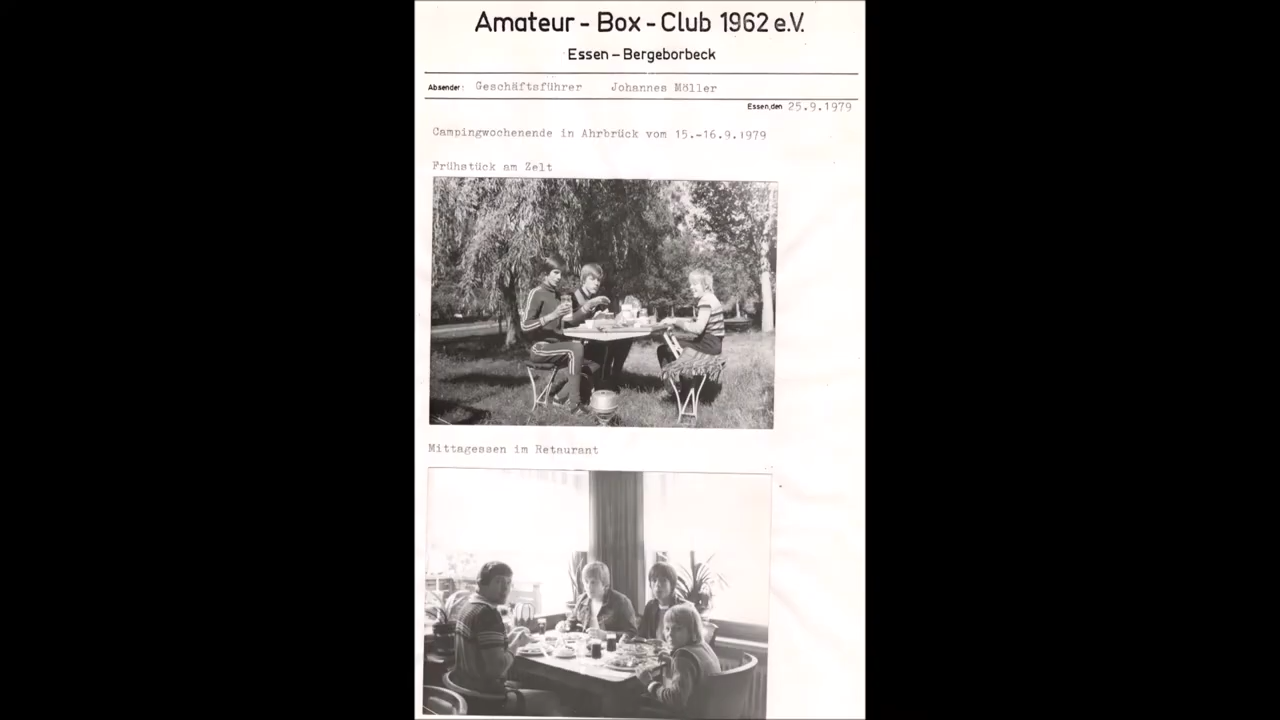 Amateur - Box - Club 1962 e.V.
Essen - Bergeborbeck
Absender: Geschäftsführer Johannes Möller
Essen,den 25.9.1979
Campingwochenende in Ahrbrück vom 15.-16.9.1979
Frühstück am Zelt
Mittagessen im Retaurant